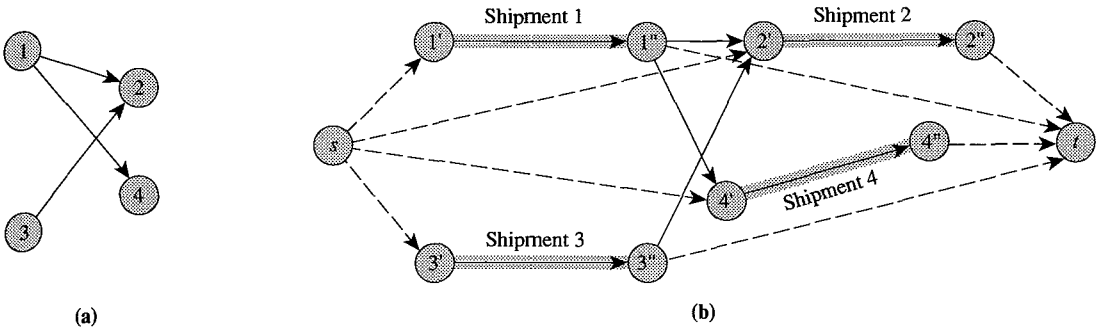 1
2
4
3
(a)
Shipment 1
Shipment 2
1'
1"
2'
2"
s
4"
t
4'
Shipment 4
Shipment 3
3'
3"
(b)